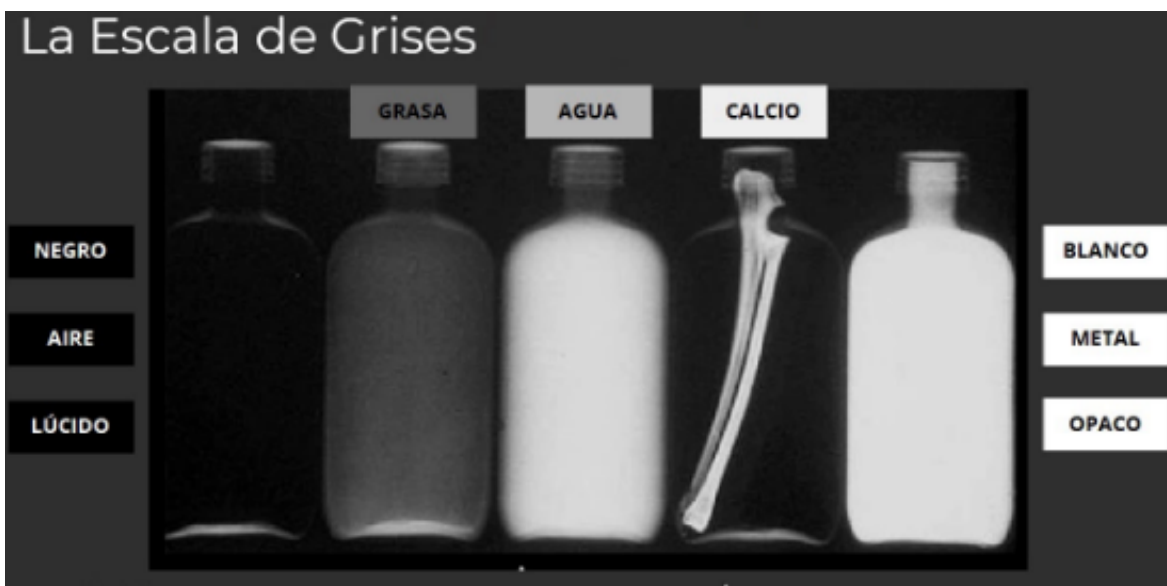 La Escala de Grises
GRASA
AGUA
CALCIO
NEGRO
BLANCO
AIRE
METAL
LÚCIDO
OPACO